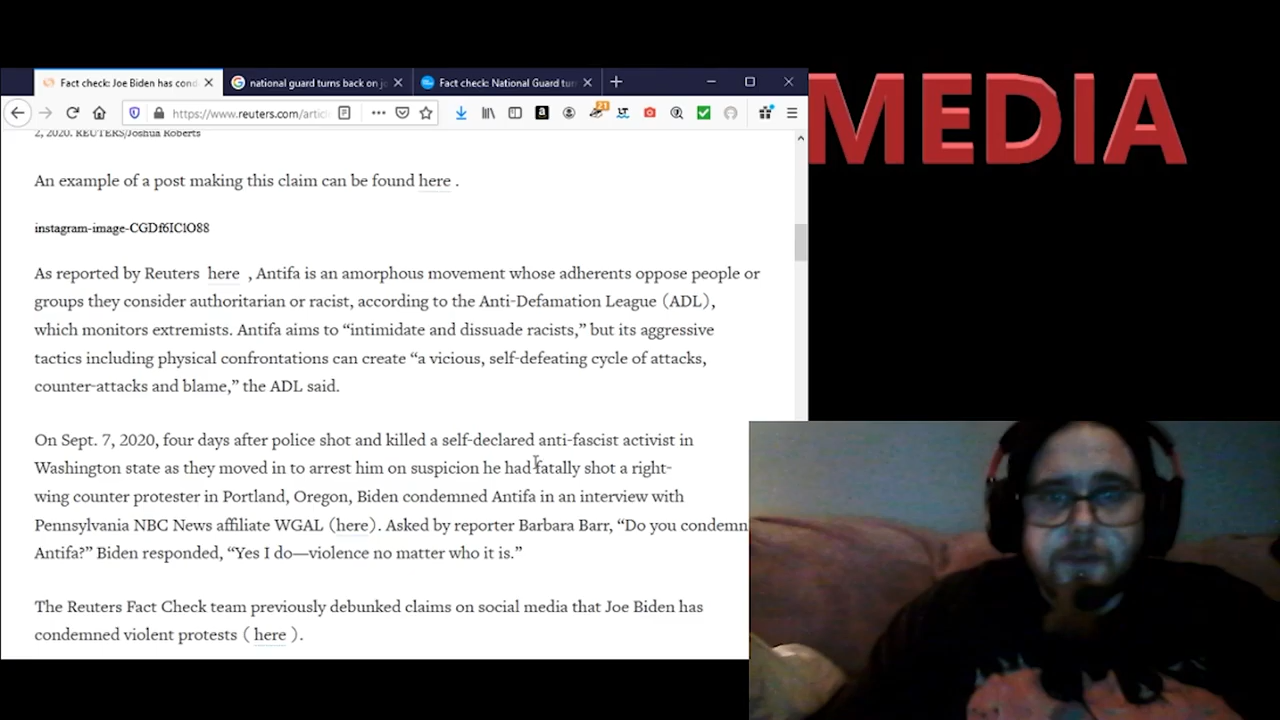 MEDIA
Fact check: Joe Biden has cond
national guard turns back on jo
Fact check: National Guard tur
https://www.reuters.com/artic
21
2, 2020. REUTERS/Joshua Roberts
An example of a post making this claim can be found here .
instagram-image-CGDf6IC1O88
As reported by Reuters here , Antifa is an amorphous movement whose adherents oppose people or
groups they consider authoritarian or racist, according to the Anti-Defamation League (ADL),
which monitors extremists. Antifa aims to “intimidate and dissuade racists,” but its aggressive
tactics including physical confrontations can create “a vicious, self-defeating cycle of attacks,
counter-attacks and blame,” the ADL said.
On Sept. 7, 2020, four days after police shot and killed a self-declared anti-fascist activist in
Washington state as they moved in to arrest him on suspicion he had fatally shot a right-
wing counter protester in Portland, Oregon, Biden condemned Antifa in an interview with
Pennsylvania NBC News affiliate WGAL (here). Asked by reporter Barbara Barr, “Do you condemn
Antifa?” Biden responded, “Yes I do—violence no matter who it is.”
The Reuters Fact Check team previously debunked claims on social media that Joe Biden has
condemned violent protests ( here ).